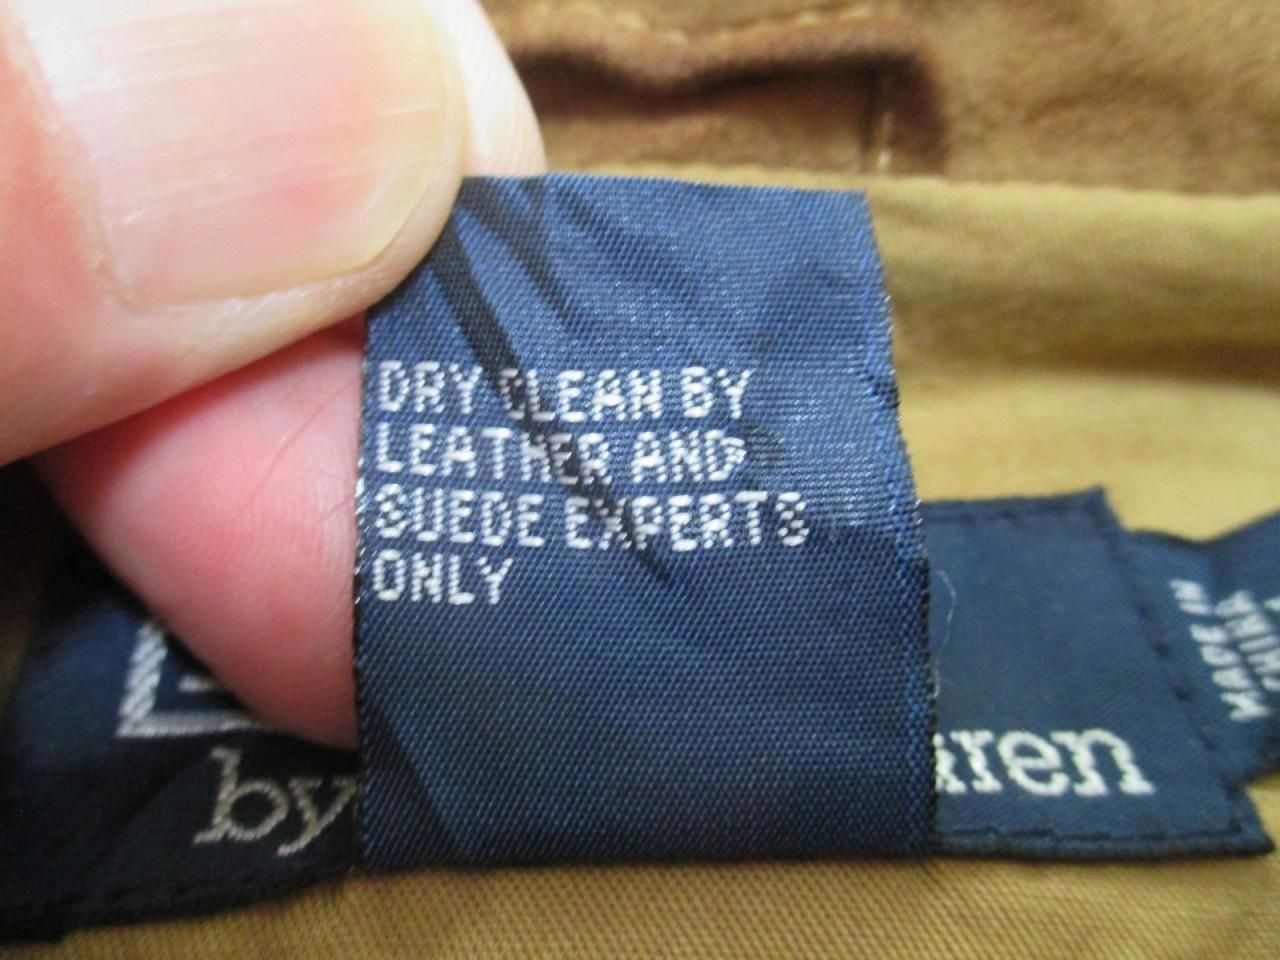 DRY CLEAN BY
LEATHER AND
SUEDE EXPERTS
ONLY
by
MADE IN
CHINA